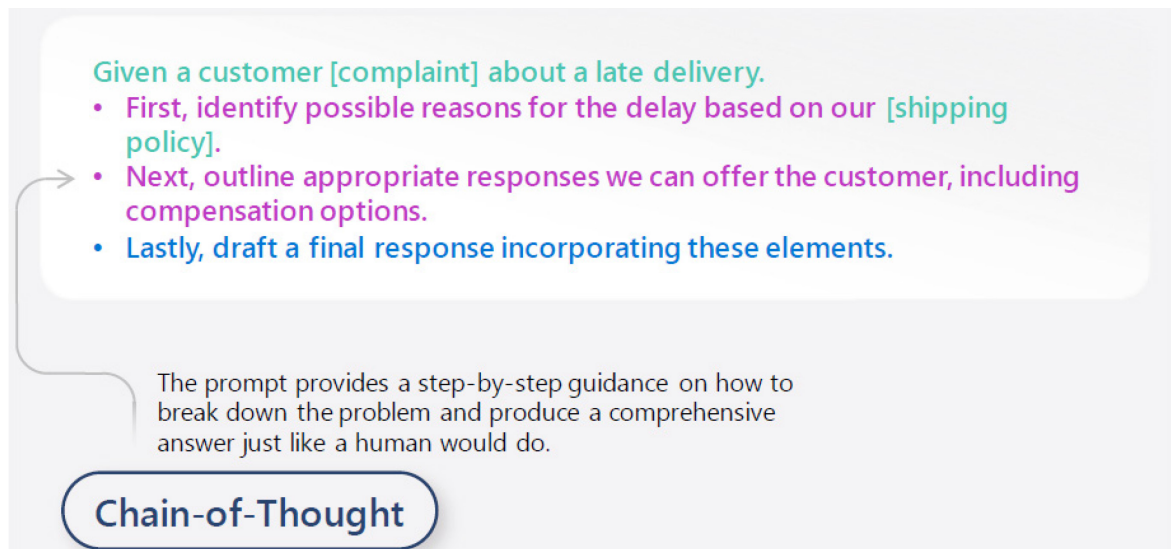 Given a customer [complaint] about a late delivery.
• First, identify possible reasons for the delay based on our [shipping
policy].
• Next, outline appropriate responses we can offer the customer, including
compensation options.
• Lastly, draft a final response incorporating these elements.
The prompt provides a step-by-step guidance on how to
break down the problem and produce a comprehensive
answer just like a human would do.
Chain-of-Thought